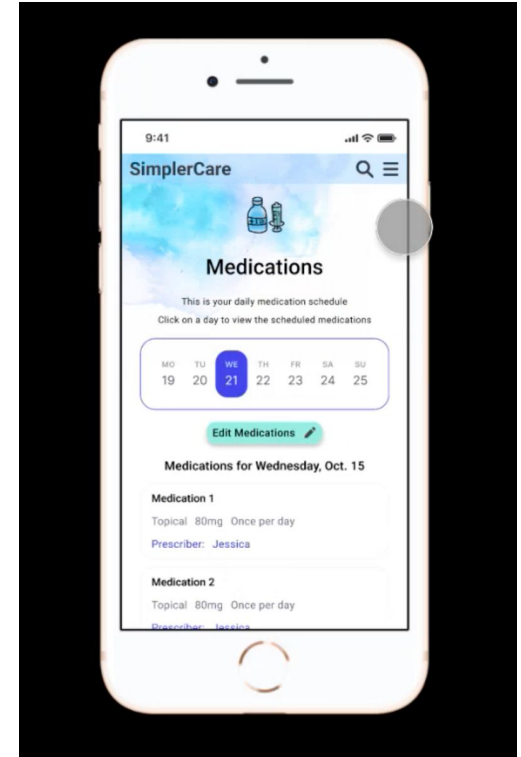 9:41
SimplerCare
Medications
This is your daily medication schedule
Click on a day to view the scheduled medications
MO TU WE TH FR SA SU
19 20 21 22 23 24 25
Edit Medications
Medications for Wednesday, Oct. 15
Medication 1
Topical 80mg Once per day
Prescriber: Jessica
Medication 2
Topical 80mg Once per day
Prescriber: Jessica